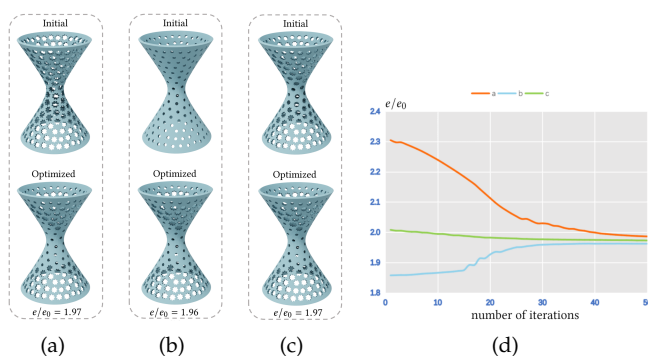 Initial
Optimized
e/e₀ = 1.97
(a)
Initial
Optimized
e/e₀ = 1.96
(b)
Initial
Optimized
e/e₀ = 1.97
(c)
a b c
e/e₀
2.4
2.3
2.2
2.1
2.0
1.9
1.8
0 10 20 30 40 50
number of iterations
(d)